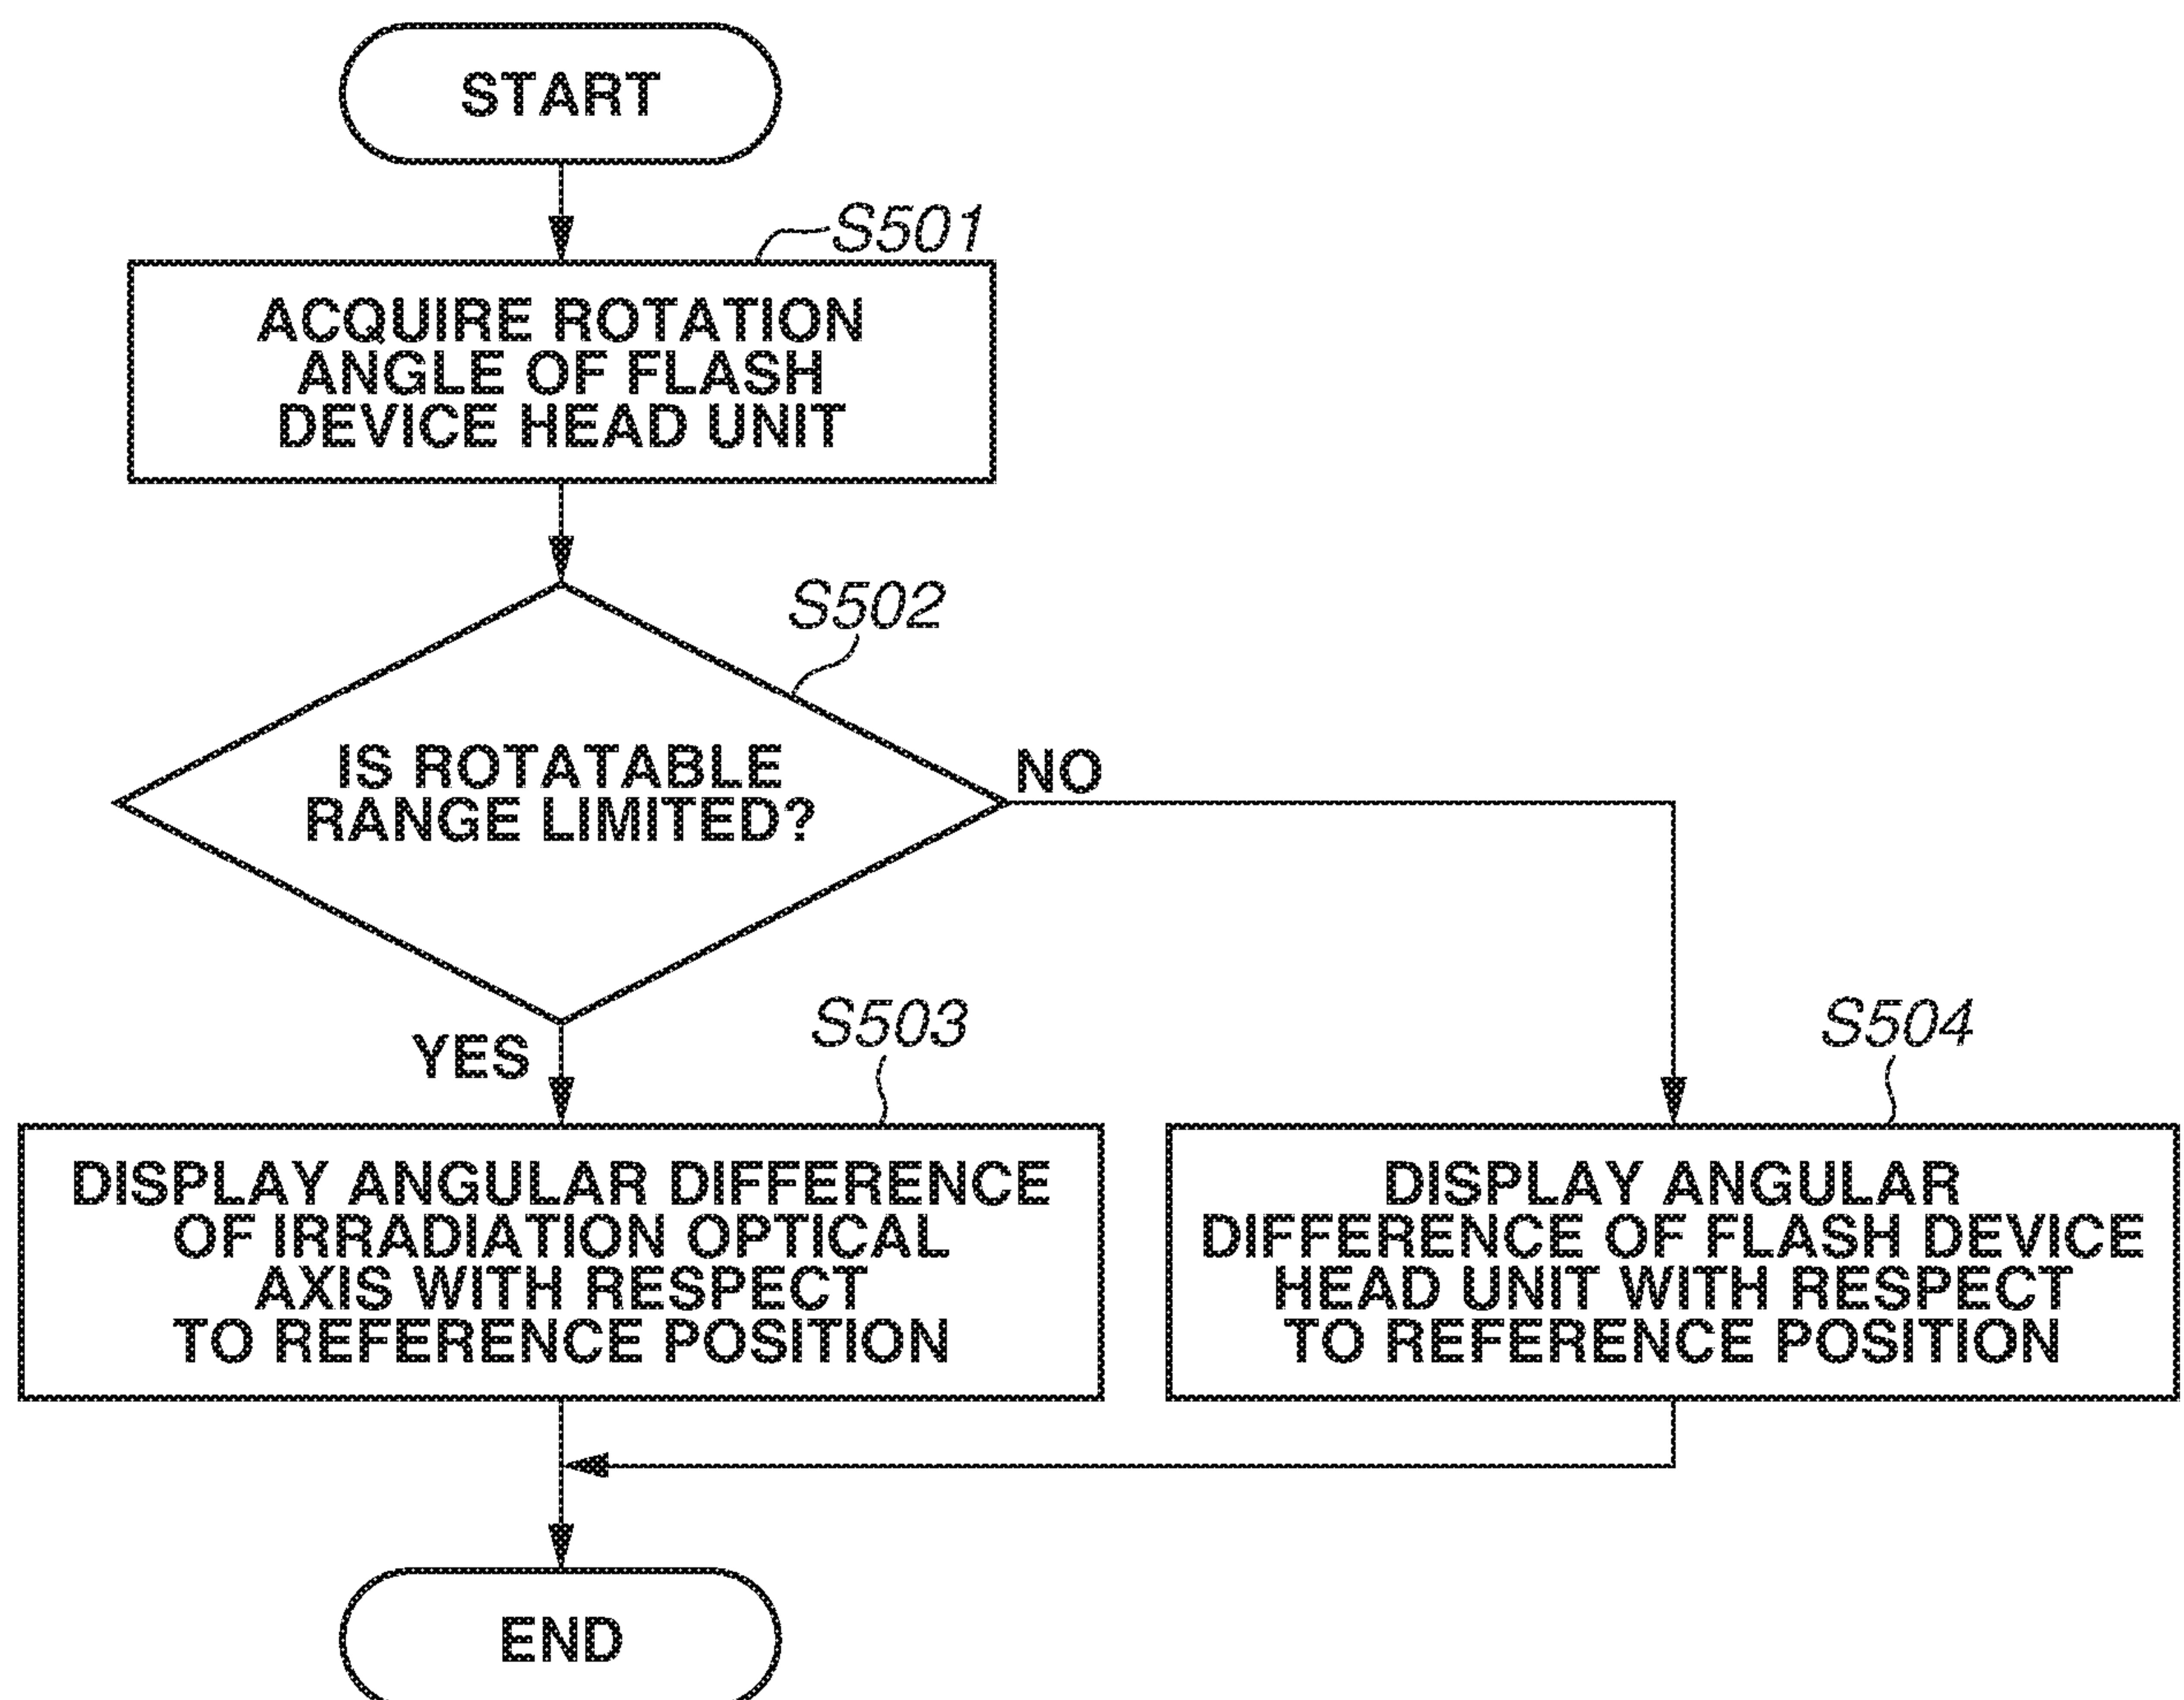 START
S501
ACQUIRE ROTATION
ANGLE OF FLASH
DEVICE HEAD UNIT
S502
IS ROTATABLE
RANGE LIMITED?
NO
YES
S503
DISPLAY ANGULAR DIFFERENCE
OF IRRADIATION OPTICAL
AXIS WITH RESPECT
TO REFERENCE POSITION
S504
DISPLAY ANGULAR
DIFFERENCE OF FLASH DEVICE
HEAD UNIT WITH RESPECT
TO REFERENCE POSITION
END